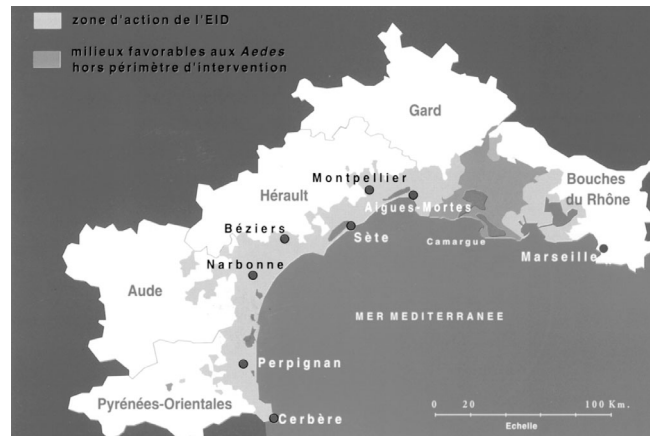 zone d'action de l'EID
milieux favorables aux Aedes
hors périmètre d'intervention
Gard
Montpellier
Hérault
Bouches
du Rhône
Aigues-Mortes
Béziers
Sète
Camargue
Marseille
Narbonne
Aude
MER MEDITERRANEE
Perpignan
Pyrénées-Orientales
Cerbère
0 20 100 Km.
Echelle